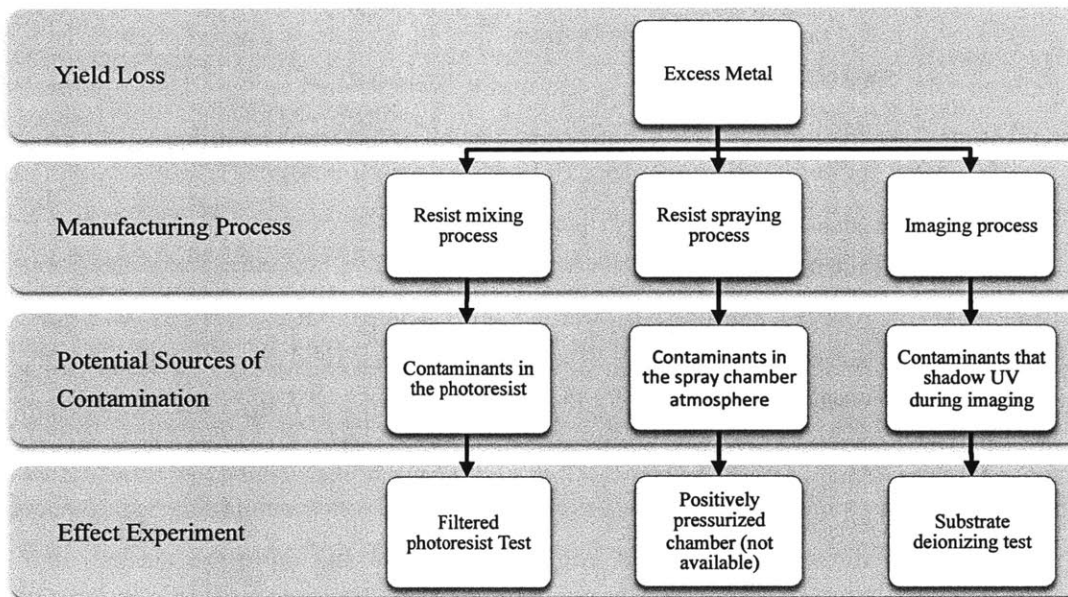 Yield Loss
Excess Metal
Manufacturing Process
Resist mixing
process
Resist spraying
process
Imaging process
Potential Sources of
Contamination
Contaminants in
the photoresist
Contaminants in
the spray chamber
atmosphere
Contaminants that
shadow UV
during imaging
Effect Experiment
Filtered
photoresist Test
Positively
pressurized
chamber (not
available)
Substrate
deionizing test